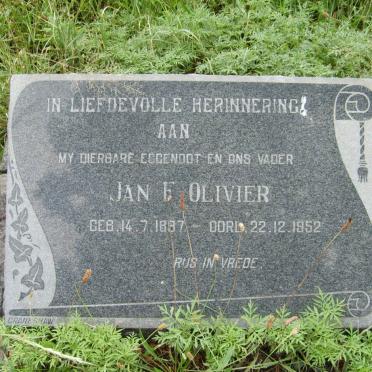 IN LIEFDEVOLLE HERINNERING
AAN
MY DIERBARE EGGENOOT EN ONS VADER
JAN F. OLIVIER
GEB. 14.7.1887 - OORL. 22.12.1952
RUS IN VREDE.